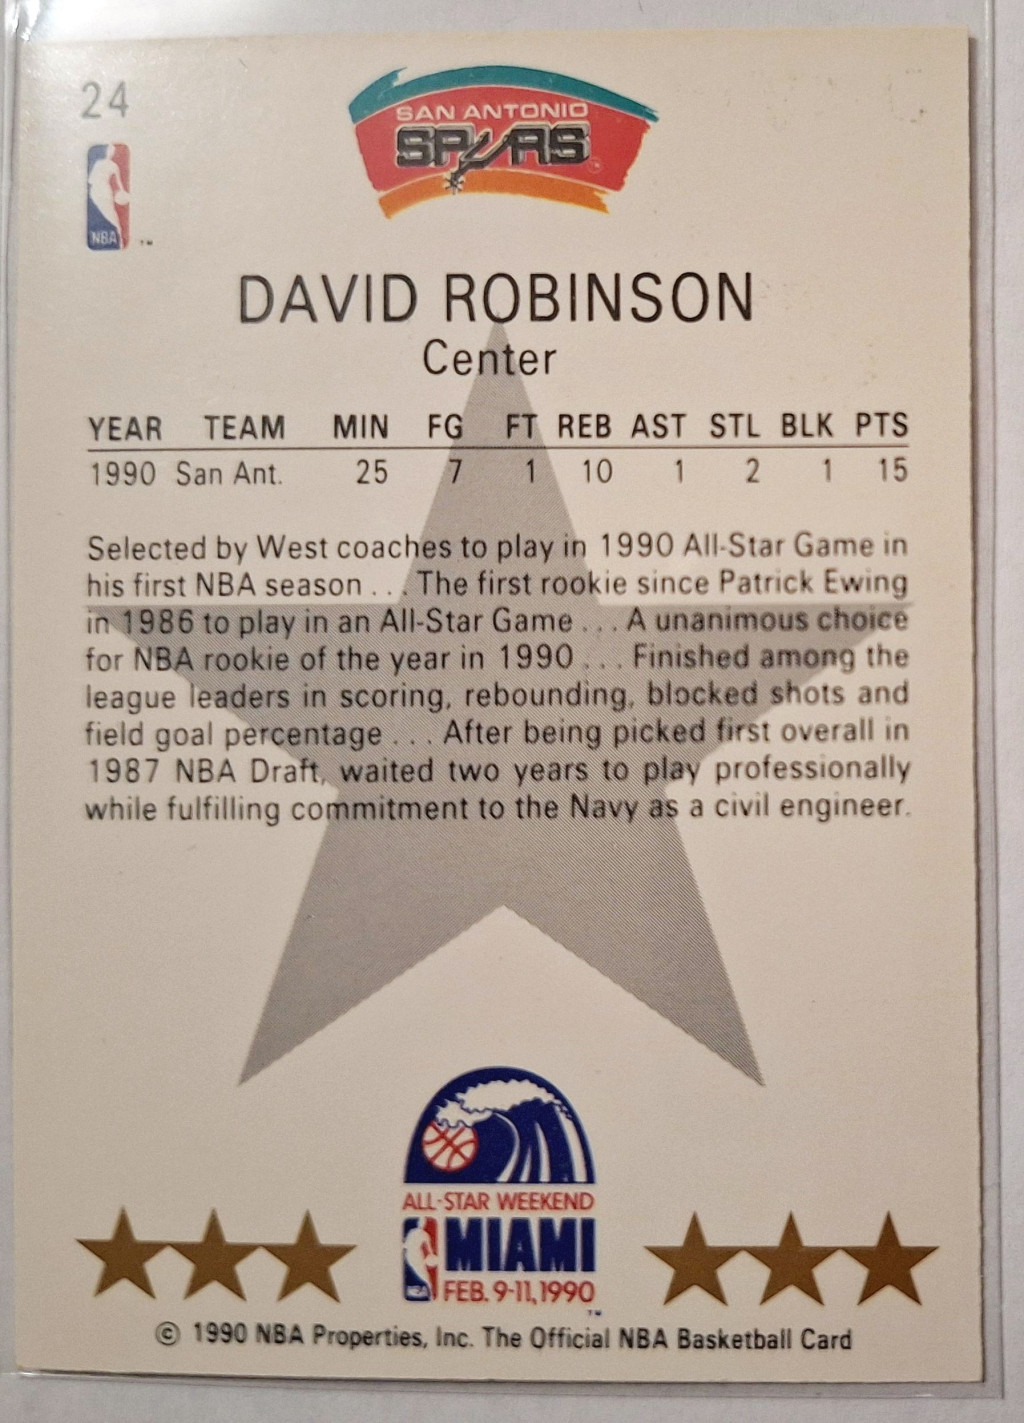 24
SAN ANTONIO
SPURS
NBA
™
DAVID ROBINSON
Center
YEAR TEAM MIN FG FT REB AST STL BLK PTS
1990 San Ant. 25 7 1 10 1 2 1 15
Selected by West coaches to play in 1990 All-Star Game in
his first NBA season . . . The first rookie since Patrick Ewing
in 1986 to play in an All-Star Game . . . A unanimous choice
for NBA rookie of the year in 1990 . . . Finished among the
league leaders in scoring, rebounding, blocked shots and
field goal percentage . . . After being picked first overall in
1987 NBA Draft, waited two years to play professionally
while fulfilling commitment to the Navy as a civil engineer.
ALL-STAR WEEKEND
MIAMI
NBA FEB. 9-11, 1990
™
© 1990 NBA Properties, Inc. The Official NBA Basketball Card